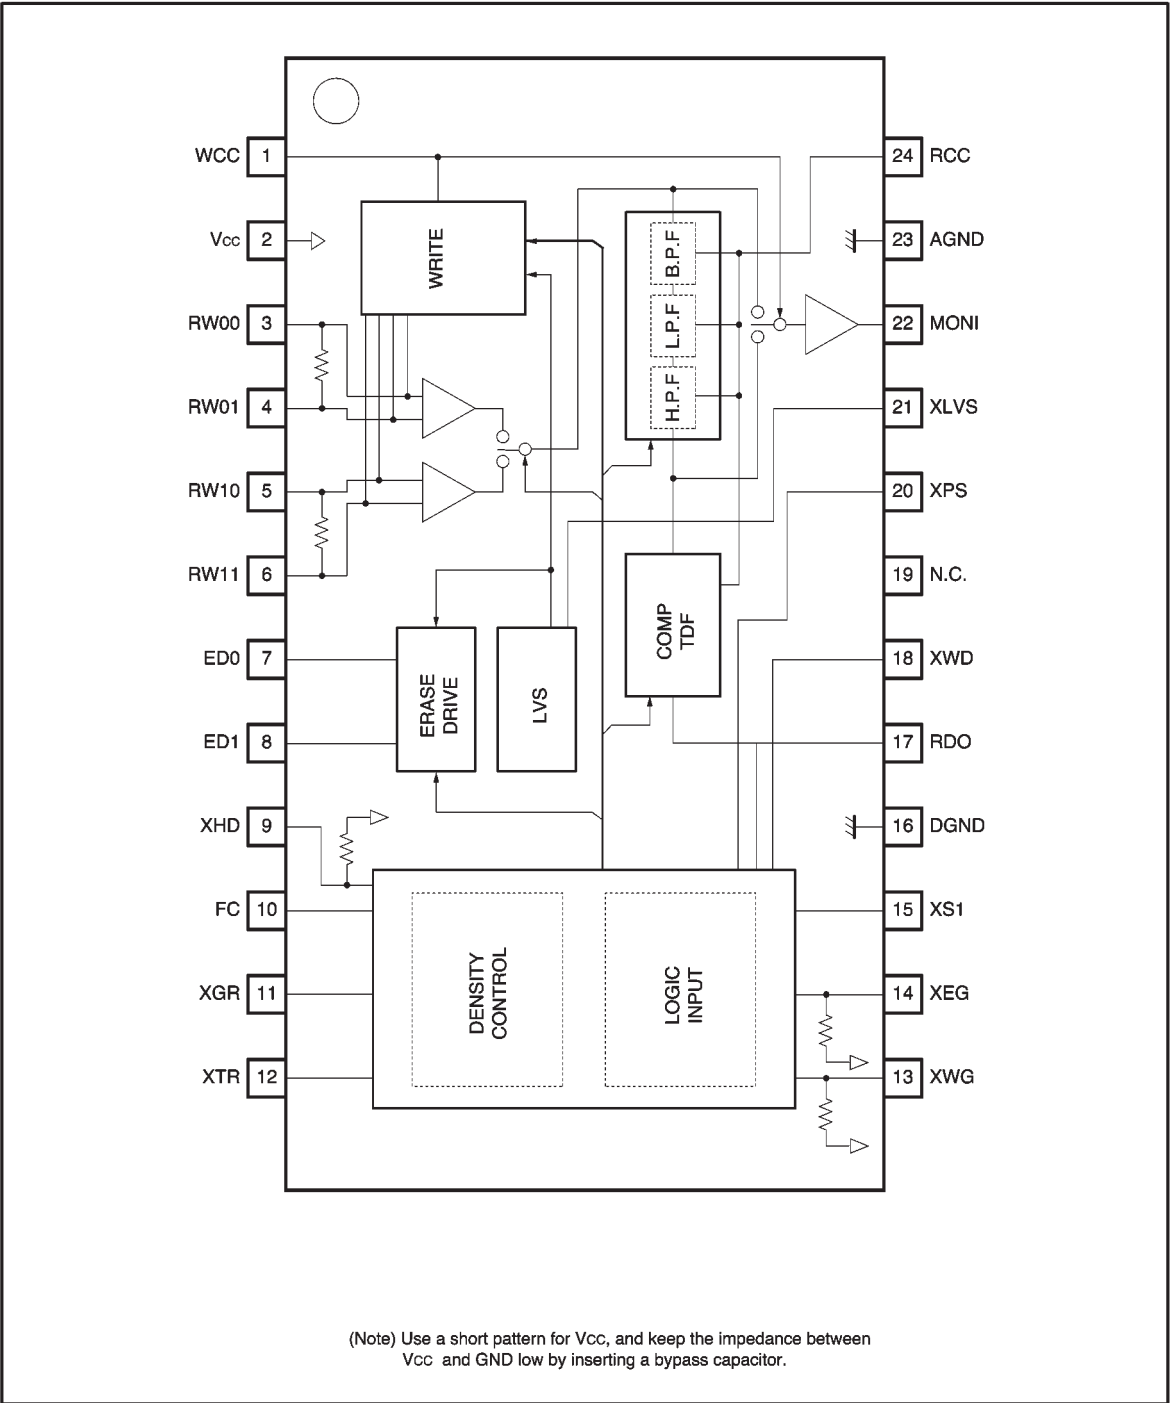 WCC 1
24 RCC
VCC 2
23 AGND
WRITE
B.P.F
L.P.F
H.P.F
RW00 3
22 MONI
RW01 4
21 XLVS
RW10 5
20 XPS
RW11 6
19 N.C.
COMP
TDF
ED0 7
18 XWD
ERASE
DRIVE
LVS
ED1 8
17 RDO
XHD 9
16 DGND
FC 10
15 XS1
DENSITY
CONTROL
LOGIC
INPUT
XGR 11
14 XEG
XTR 12
13 XWG
(Note) Use a short pattern for VCC, and keep the impedance between
VCC and GND low by inserting a bypass capacitor.